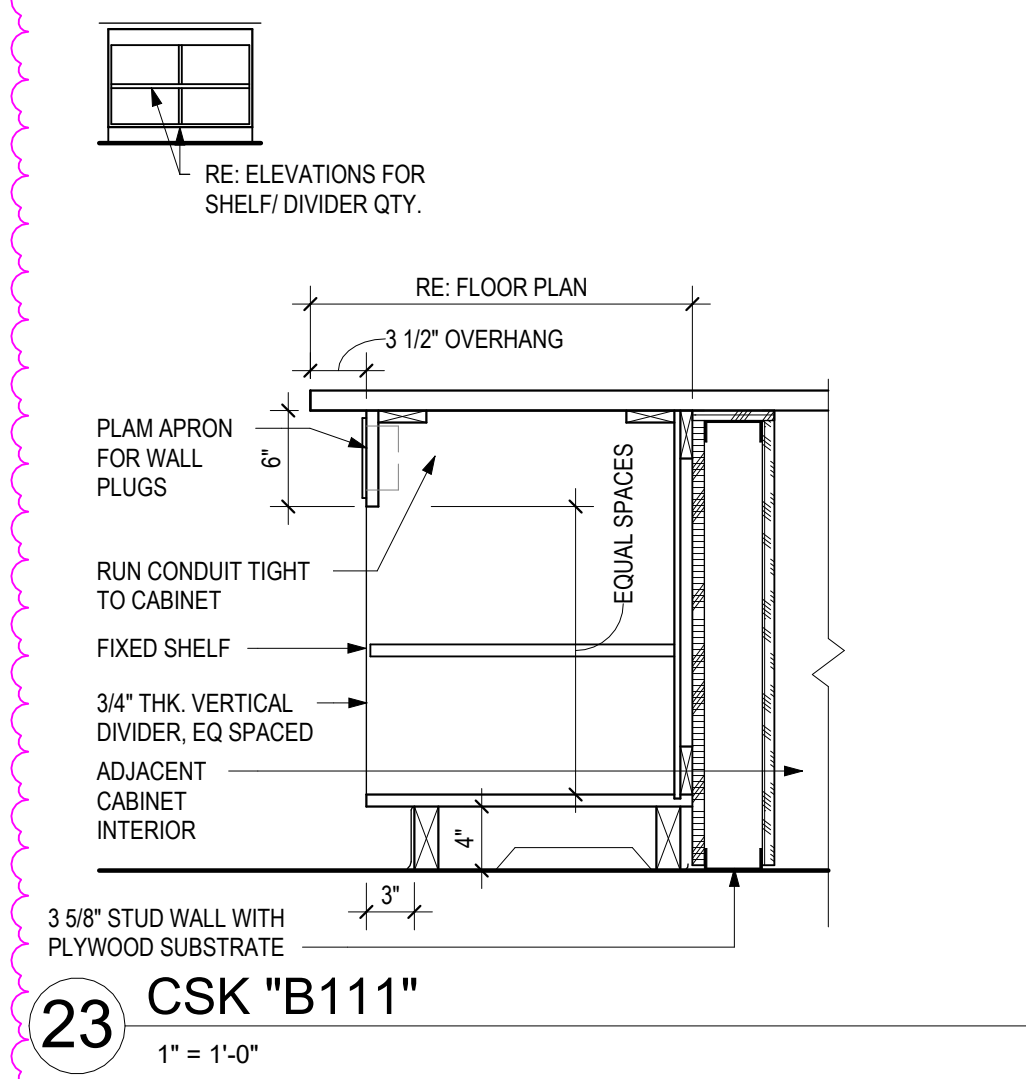 RE: ELEVATIONS FOR
SHELF/ DIVIDER QTY.
RE: FLOOR PLAN
3 1/2" OVERHANG
PLAM APRON
FOR WALL
PLUGS
6"
EQUAL SPACES
RUN CONDUIT TIGHT
TO CABINET
FIXED SHELF
3/4" THK. VERTICAL
DIVIDER, EQ SPACED
ADJACENT
CABINET
INTERIOR
4"
3"
3 5/8" STUD WALL WITH
PLYWOOD SUBSTRATE
23
CSK "B111"
1" = 1'-0"